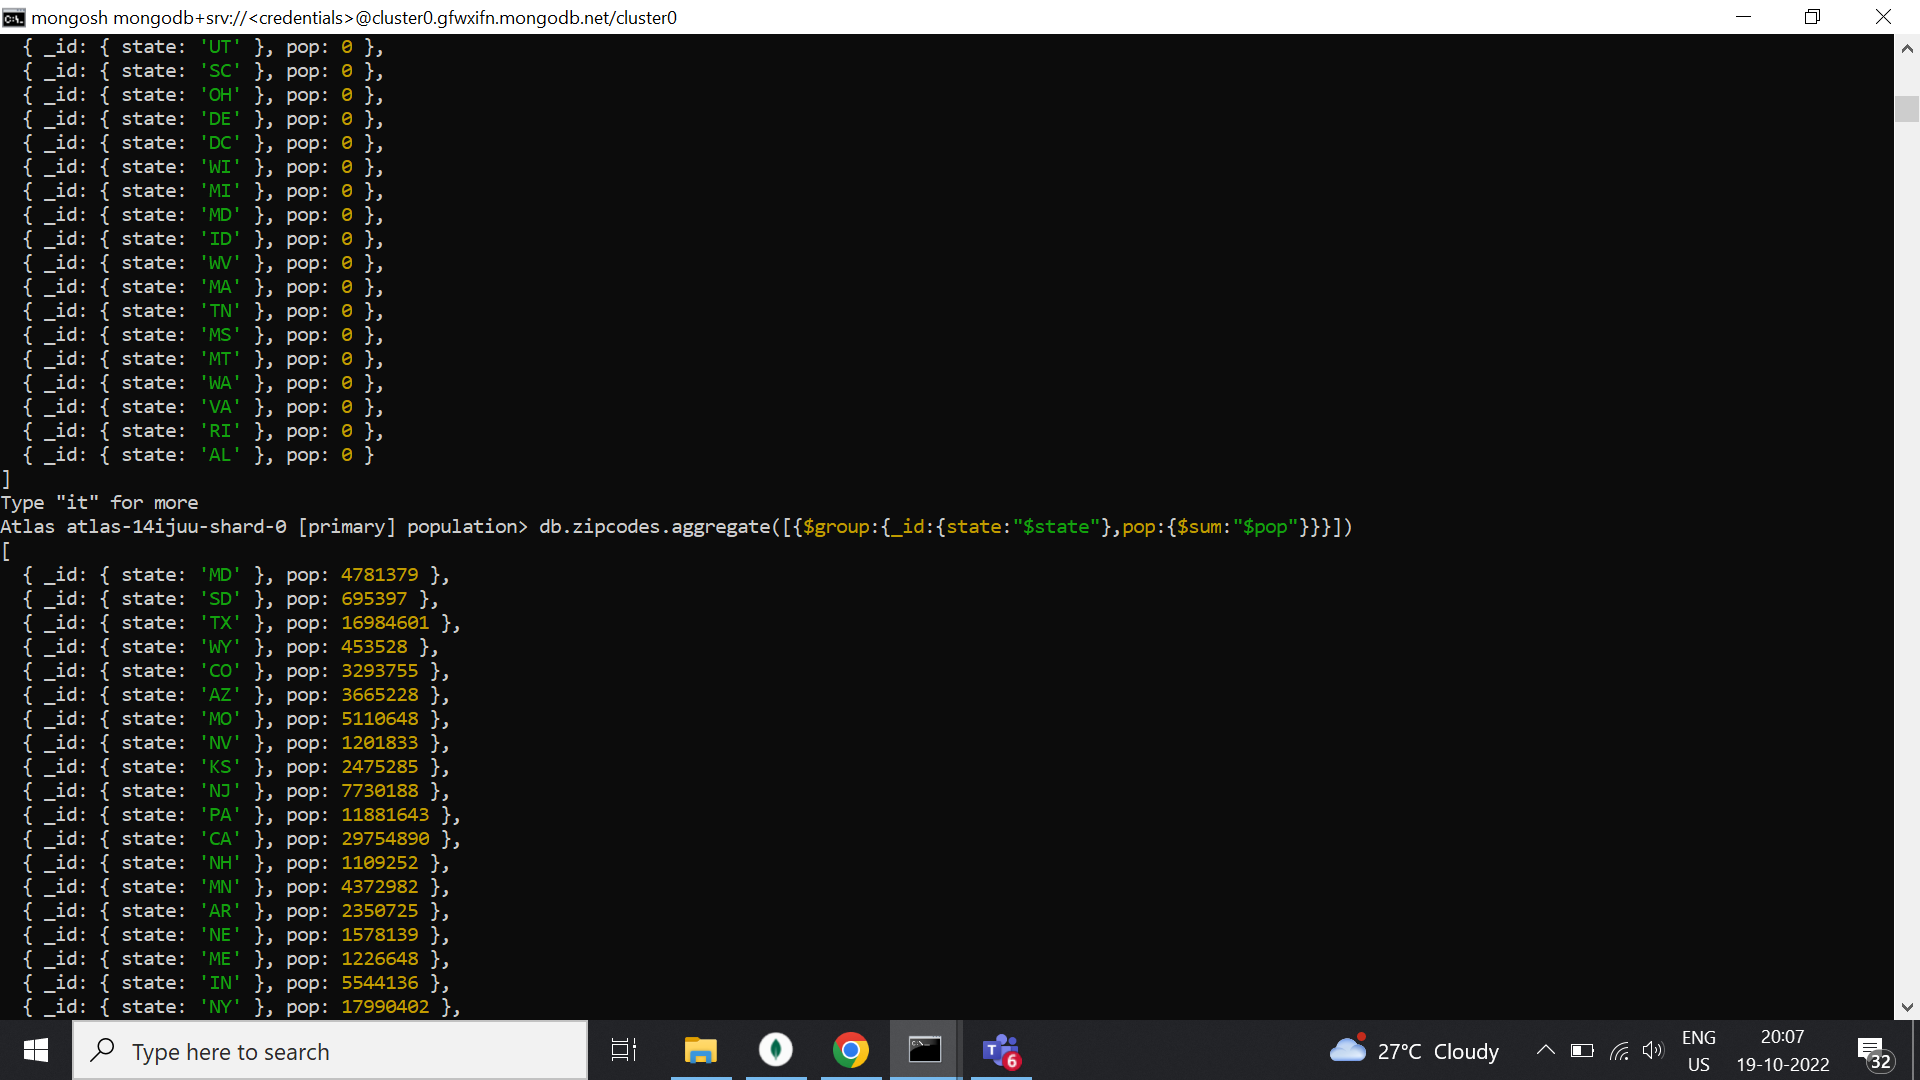 mongosh mongodb+srv://<credentials>@cluster0.gfwxifn.mongodb.net/cluster0
{ _id: { state: 'UT' }, pop: 0 },
{ _id: { state: 'SC' }, pop: 0 },
{ _id: { state: 'OH' }, pop: 0 },
{ _id: { state: 'DE' }, pop: 0 },
{ _id: { state: 'DC' }, pop: 0 },
{ _id: { state: 'WI' }, pop: 0 },
{ _id: { state: 'MI' }, pop: 0 },
{ _id: { state: 'MD' }, pop: 0 },
{ _id: { state: 'ID' }, pop: 0 },
{ _id: { state: 'WV' }, pop: 0 },
{ _id: { state: 'MA' }, pop: 0 },
{ _id: { state: 'TN' }, pop: 0 },
{ _id: { state: 'MS' }, pop: 0 },
{ _id: { state: 'MT' }, pop: 0 },
{ _id: { state: 'WA' }, pop: 0 },
{ _id: { state: 'VA' }, pop: 0 },
{ _id: { state: 'RI' }, pop: 0 },
{ _id: { state: 'AL' }, pop: 0 }
]
Type "it" for more
Atlas atlas-14ijuu-shard-0 [primary] population> db.zipcodes.aggregate([{$group:{_id:{state:"$state"},pop:{$sum:"$pop"}}}])
[
{ _id: { state: 'MD' }, pop: 4781379 },
{ _id: { state: 'SD' }, pop: 695397 },
{ _id: { state: 'TX' }, pop: 16984601 },
{ _id: { state: 'WY' }, pop: 453528 },
{ _id: { state: 'CO' }, pop: 3293755 },
{ _id: { state: 'AZ' }, pop: 3665228 },
{ _id: { state: 'MO' }, pop: 5110648 },
{ _id: { state: 'NV' }, pop: 1201833 },
{ _id: { state: 'KS' }, pop: 2475285 },
{ _id: { state: 'NJ' }, pop: 7730188 },
{ _id: { state: 'PA' }, pop: 11881643 },
{ _id: { state: 'CA' }, pop: 29754890 },
{ _id: { state: 'NH' }, pop: 1109252 },
{ _id: { state: 'MN' }, pop: 4372982 },
{ _id: { state: 'AR' }, pop: 2350725 },
{ _id: { state: 'NE' }, pop: 1578139 },
{ _id: { state: 'ME' }, pop: 1226648 },
{ _id: { state: 'IN' }, pop: 5544136 },
{ _id: { state: 'NY' }, pop: 17990402 },
Type here to search
T 6
27°C Cloudy
ENG
US
20:07
19-10-2022
32